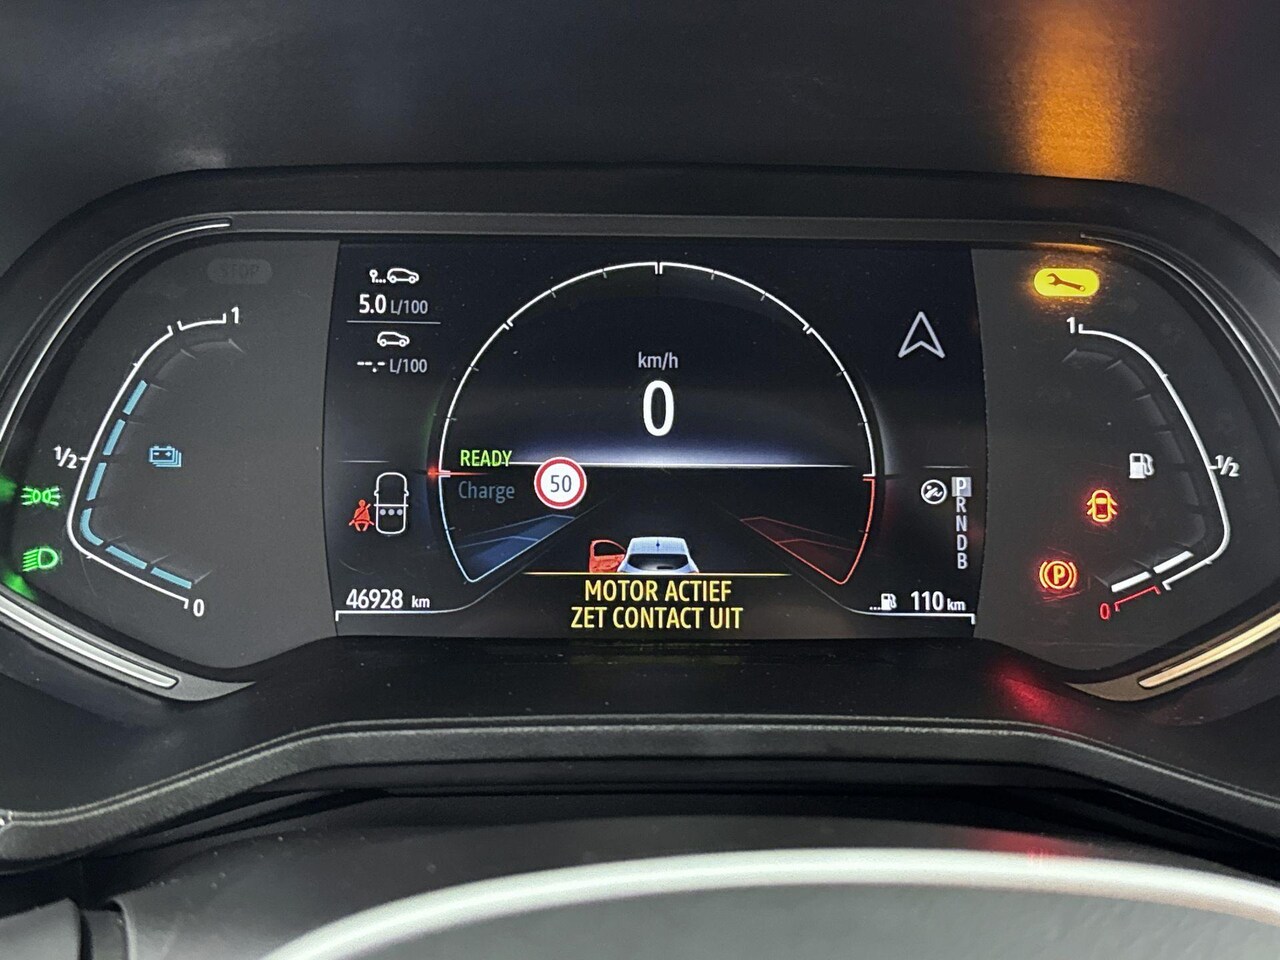 STOP
1
1/2
0
5.0 L/100
--.- L/100
km/h
0
READY
Charge
50
46928 km
MOTOR ACTIEF
ZET CONTACT UIT
P
R
N
D
B
110 km
1
1/2
P
0